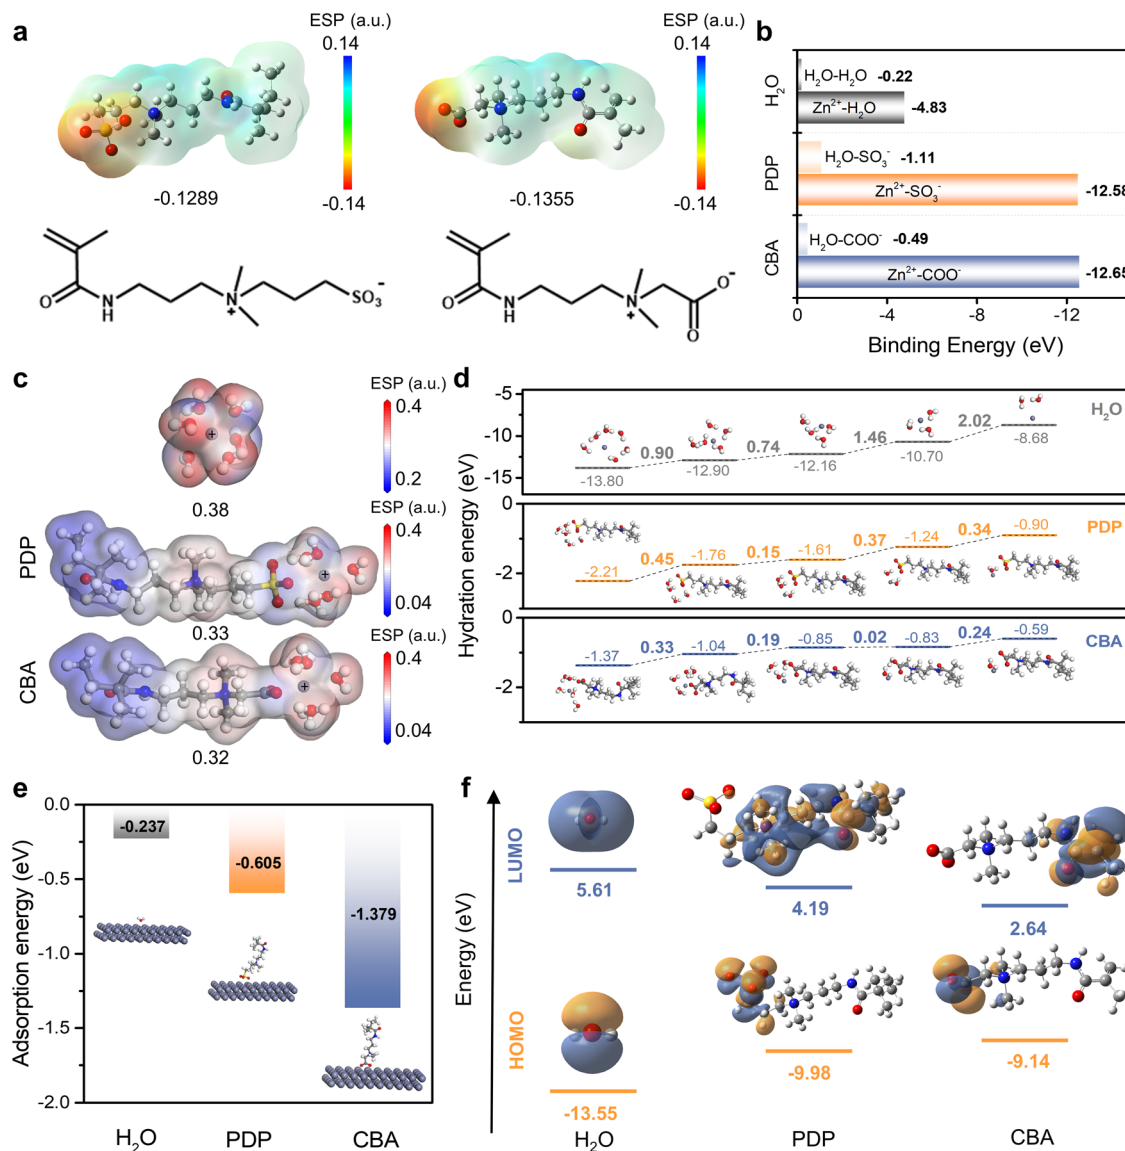 a
ESP (a.u.)
0.14
-0.14
-0.1289
ESP (a.u.)
0.14
-0.14
-0.1355
O
N
H
N
+
SO₃
-
O
N
H
N
+
O
-
O
b
H₂O
H₂O-H₂O -0.22
Zn²⁺-H₂O -4.83
PDP
H₂O-SO₃⁻ -1.11
Zn²⁺-SO₃⁻ -12.58
CBA
H₂O-COO⁻ -0.49
Zn²⁺-COO⁻ -12.65
0 -4 -8 -12
Binding Energy (eV)
c
ESP (a.u.)
0.4
0.2
+
0.38
PDP
ESP (a.u.)
0.4
0.04
+
0.33
CBA
ESP (a.u.)
0.4
0.04
+
0.32
d
Hydration energy (eV)
-5
-10
-15
H₂O
0.90 0.74 1.46 2.02
-13.80 -12.90 -12.16 -10.70 -8.68
0
-2
PDP
0.45 0.15 0.37 0.34
-2.21 -1.76 -1.61 -1.24 -0.90
0
-2
CBA
0.33 0.19 0.02 0.24
-1.37 -1.04 -0.85 -0.83 -0.59
e
Adsorption energy (eV)
0.0
-0.5
-1.0
-1.5
-2.0
-0.237
-0.605
-1.379
H₂O PDP CBA
f
Energy (eV)
LUMO
HOMO
5.61
4.19
2.64
-13.55
-9.98
-9.14
H₂O PDP CBA